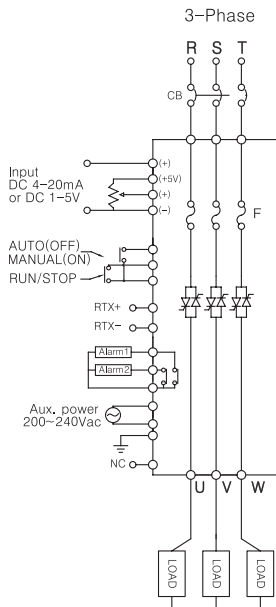 3-Phase
R S T
CB
(+)
Input
DC 4-20mA
or DC 1-5V
(+5V)
(+)
(-)
F
AUTO(OFF)
MANUAL(ON)
RUN/STOP
RTX+
RTX-
Alarm1
Alarm2
Aux. power
200~240Vac
NC
U V W
LOAD
LOAD
LOAD